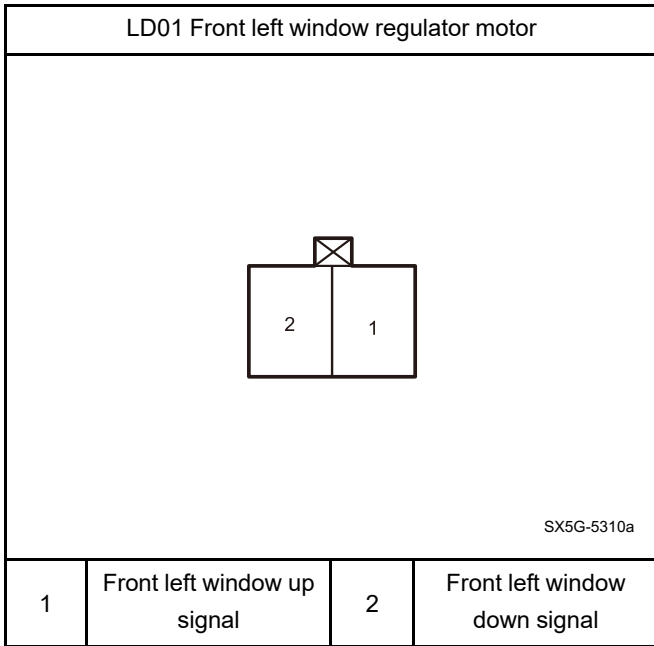 LD01 Front left window regulator motor
2
1
SX5G-5310a
1
Front left window up
signal
2
Front left window
down signal